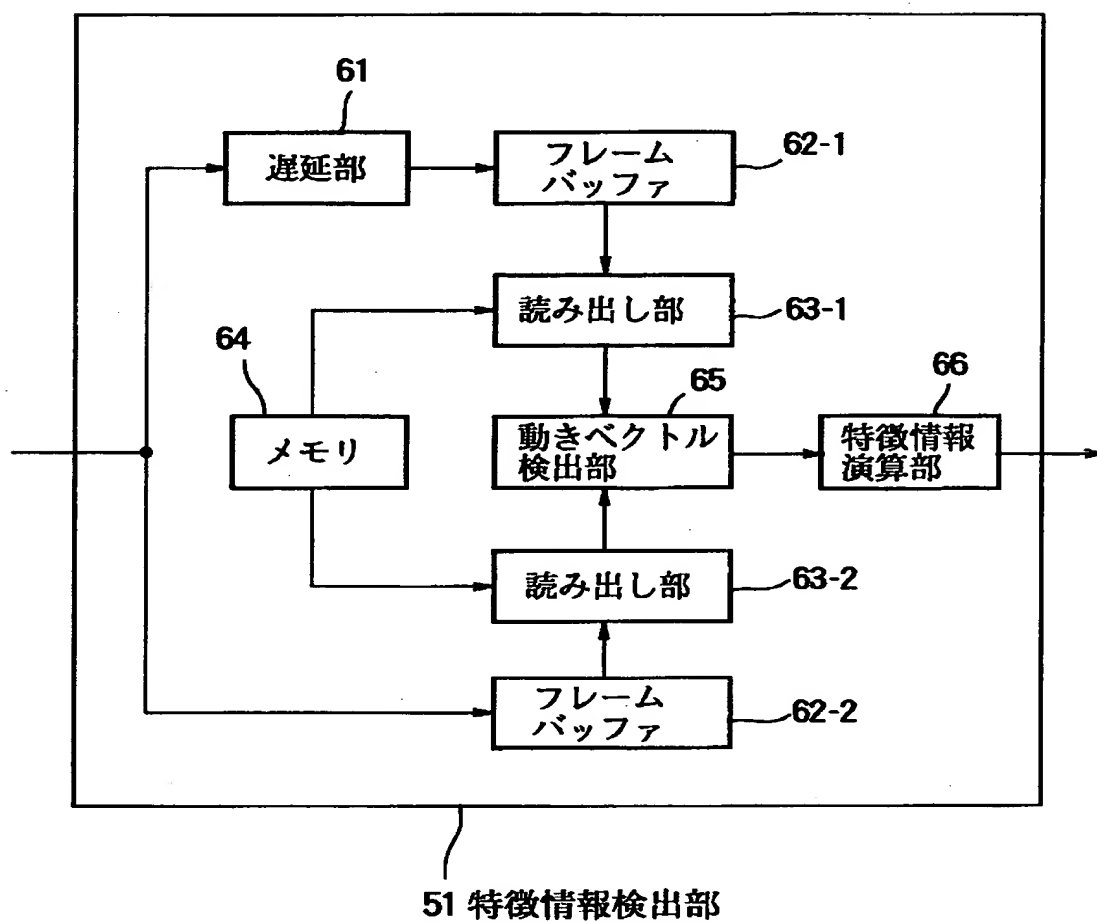 61
遅延部
フレーム
バッファ
62-1
読み出し部
63-1
64
メモリ
65
動きベクトル
検出部
66
特徴情報
演算部
読み出し部
63-2
フレーム
バッファ
62-2
51 特徴情報検出部